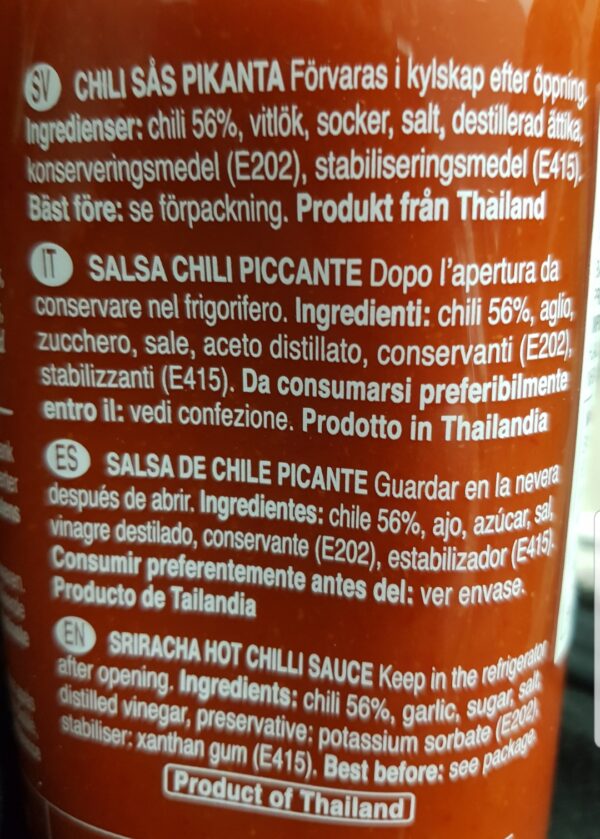 SV CHILI SÅS PIKANTA Förvaras i kylskap efter öppning.
Ingredienser: chili 56%, vitlök, socker, salt, destillerad ättika,
konserveringsmedel (E202), stabiliseringsmedel (E415).
Bäst före: se förpackning. Produkt från Thailand
IT SALSA CHILI PICCANTE Dopo l'apertura da
conservare nel frigorifero. Ingredienti: chili 56%, aglio,
zucchero, sale, aceto distillato, conservanti (E202),
stabilizzanti (E415). Da consumarsi preferibilmente
entro il: vedi confezione. Prodotto in Thailandia
ES SALSA DE CHILE PICANTE Guardar en la nevera
después de abrir. Ingredientes: chile 56%, ajo, azúcar, sal,
vinagre destilado, conservante (E202), estabilizador (E415).
Consumir preferentemente antes del: ver envase.
Producto de Tailandia
EN SRIRACHA HOT CHILLI SAUCE Keep in the refrigerator
after opening. Ingredients: chili 56%, garlic, sugar, salt,
distilled vinegar, preservative: potassium sorbate (E202),
stabiliser: xanthan gum (E415). Best before: see package.
Product of Thailand